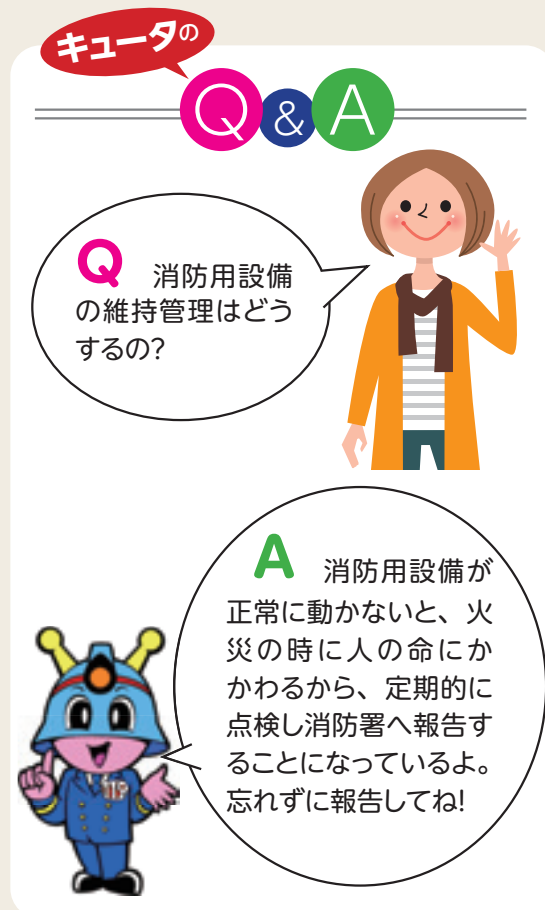 キュータの
Q&A
Q 消防用設備
の維持管理はどう
するの?
A 消防用設備が
正常に動かないと、火
災の時に人の命にか
かわるから、定期的に
点検し消防署へ報告す
ることになっているよ。
忘れずに報告してね!
119